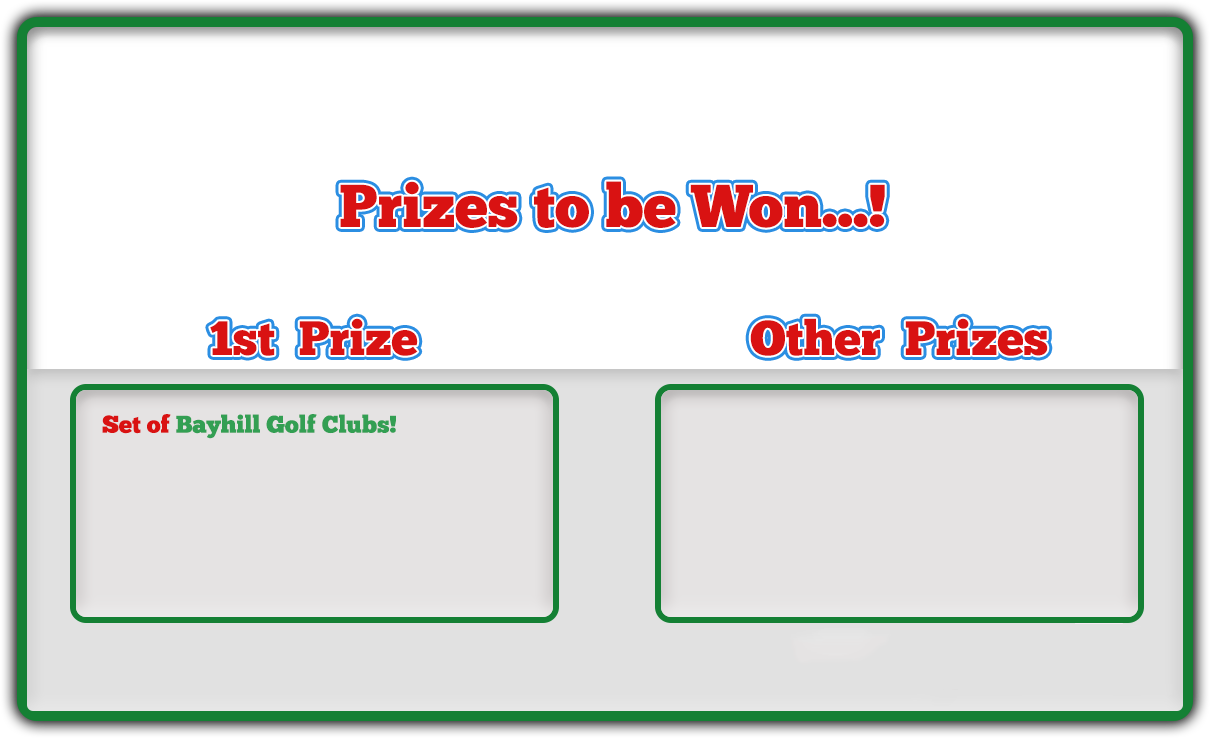 Prizes to be Won...!
1st Prize
Other Prizes
Set of Bayhill Golf Clubs!